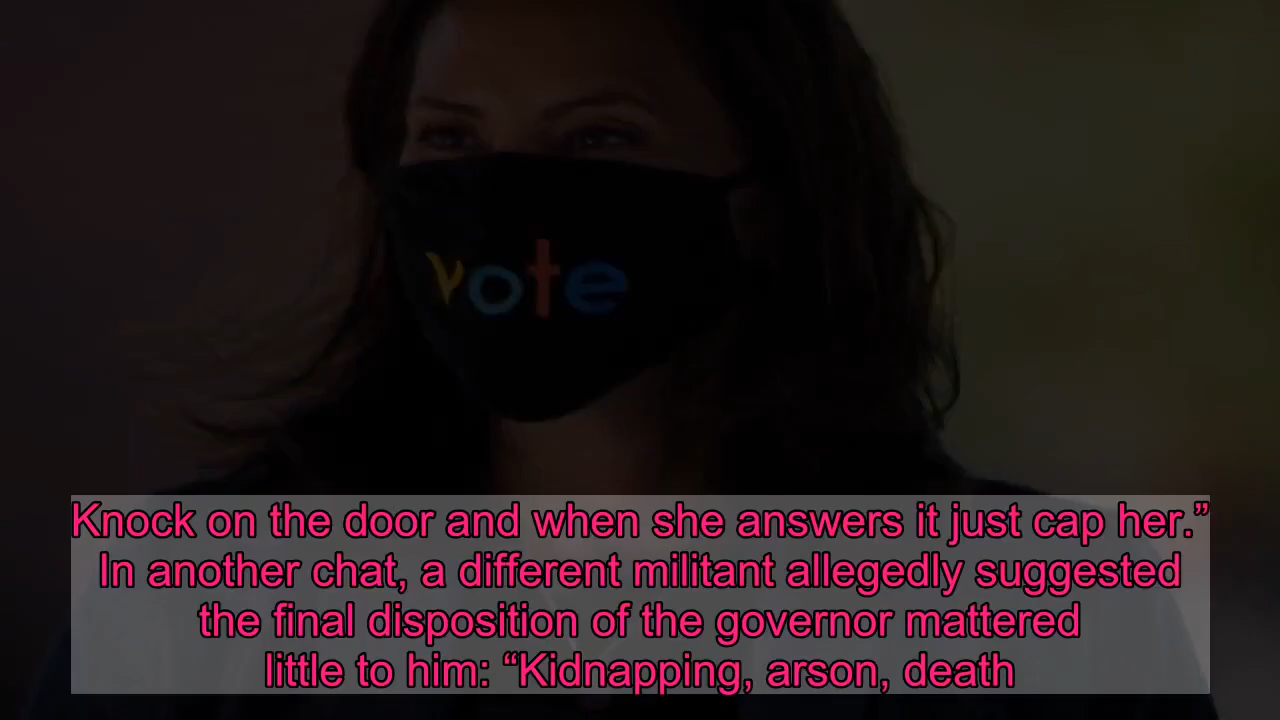 vote
Knock on the door and when she answers it just cap her.”
In another chat, a different militant allegedly suggested
the final disposition of the governor mattered
little to him: “Kidnapping, arson, death